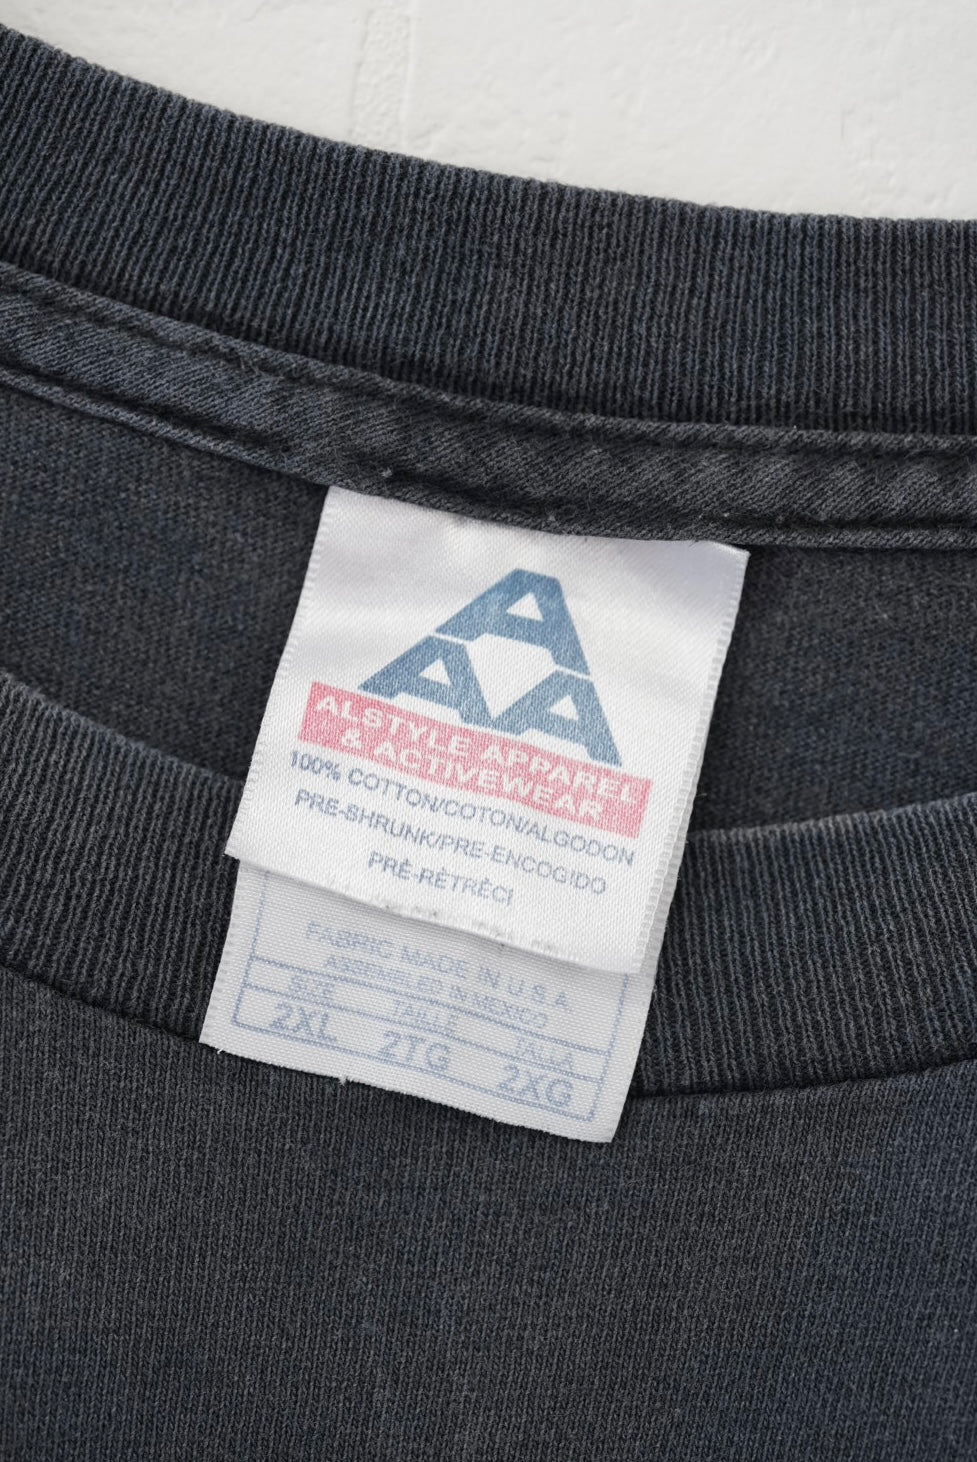 AAA
ALSTYLE APPAREL
& ACTIVEWEAR
100% COTTON/COTON/ALGODON
PRE-SHRUNK/PRE-ENCOGIDO
PRÉ-RÉTRÉCI
FABRIC MADE IN U S A
ASSEMBLED IN MEXICO
SIZE TAILLE TALLA
2XL 2TG 2XG